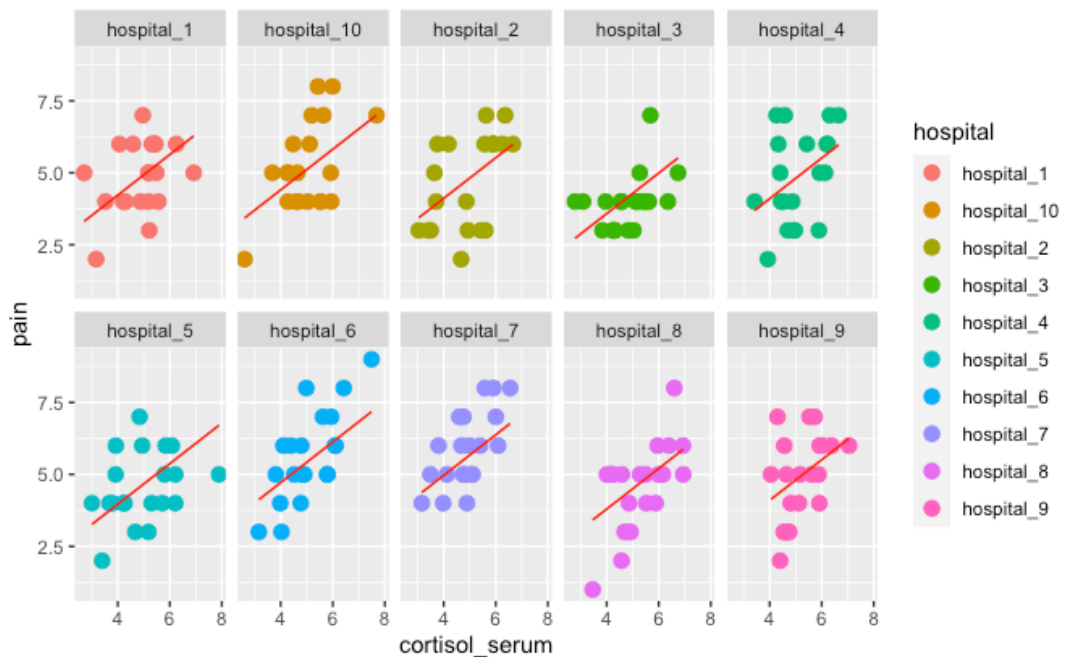 hospital_1 hospital_10 hospital_2 hospital_3 hospital_4
7.5
5.0
2.5
hospital_5 hospital_6 hospital_7 hospital_8 hospital_9
7.5
5.0
2.5
4 6 8 4 6 8 4 6 8 4 6 8 4 6 8
cortisol_serum
pain
hospital
hospital_1
hospital_10
hospital_2
hospital_3
hospital_4
hospital_5
hospital_6
hospital_7
hospital_8
hospital_9